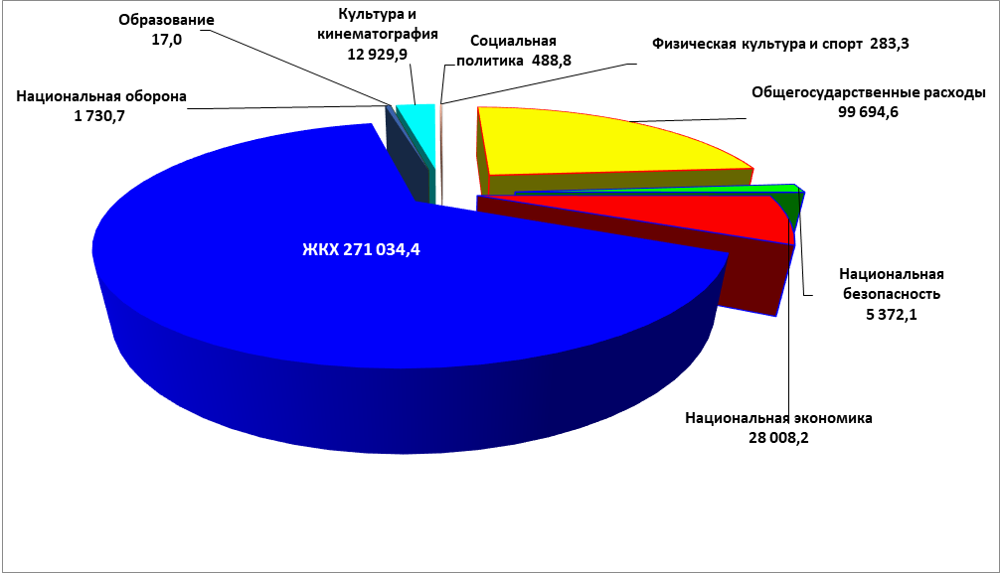 Образование
17,0
Культура и
кинематография
12 929,9
Социальная
политика 488,8
Физическая культура и спорт 283,3
Национальная оборона
1 730,7
Общегосударственные расходы
99 694,6
ЖКХ 271 034,4
Национальная
безопасность
5 372,1
Национальная экономика
28 008,2